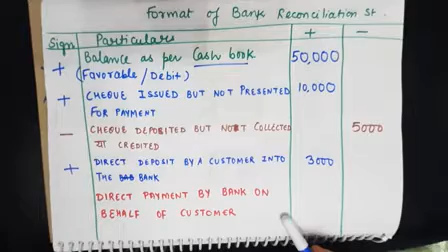 Format of Bank Reconciliation St.
Sign Particulars + −
+ Balance as per Cash book 50,000
(Favorable/Debit)
+ Cheque Issued but not Presented 10,000
for Payment
− Cheque Deposited but Not Collected 5000
या Credited
+ Direct Deposit by a Customer into 3000
the Bank
Direct Payment by Bank on
Behalf of Customer